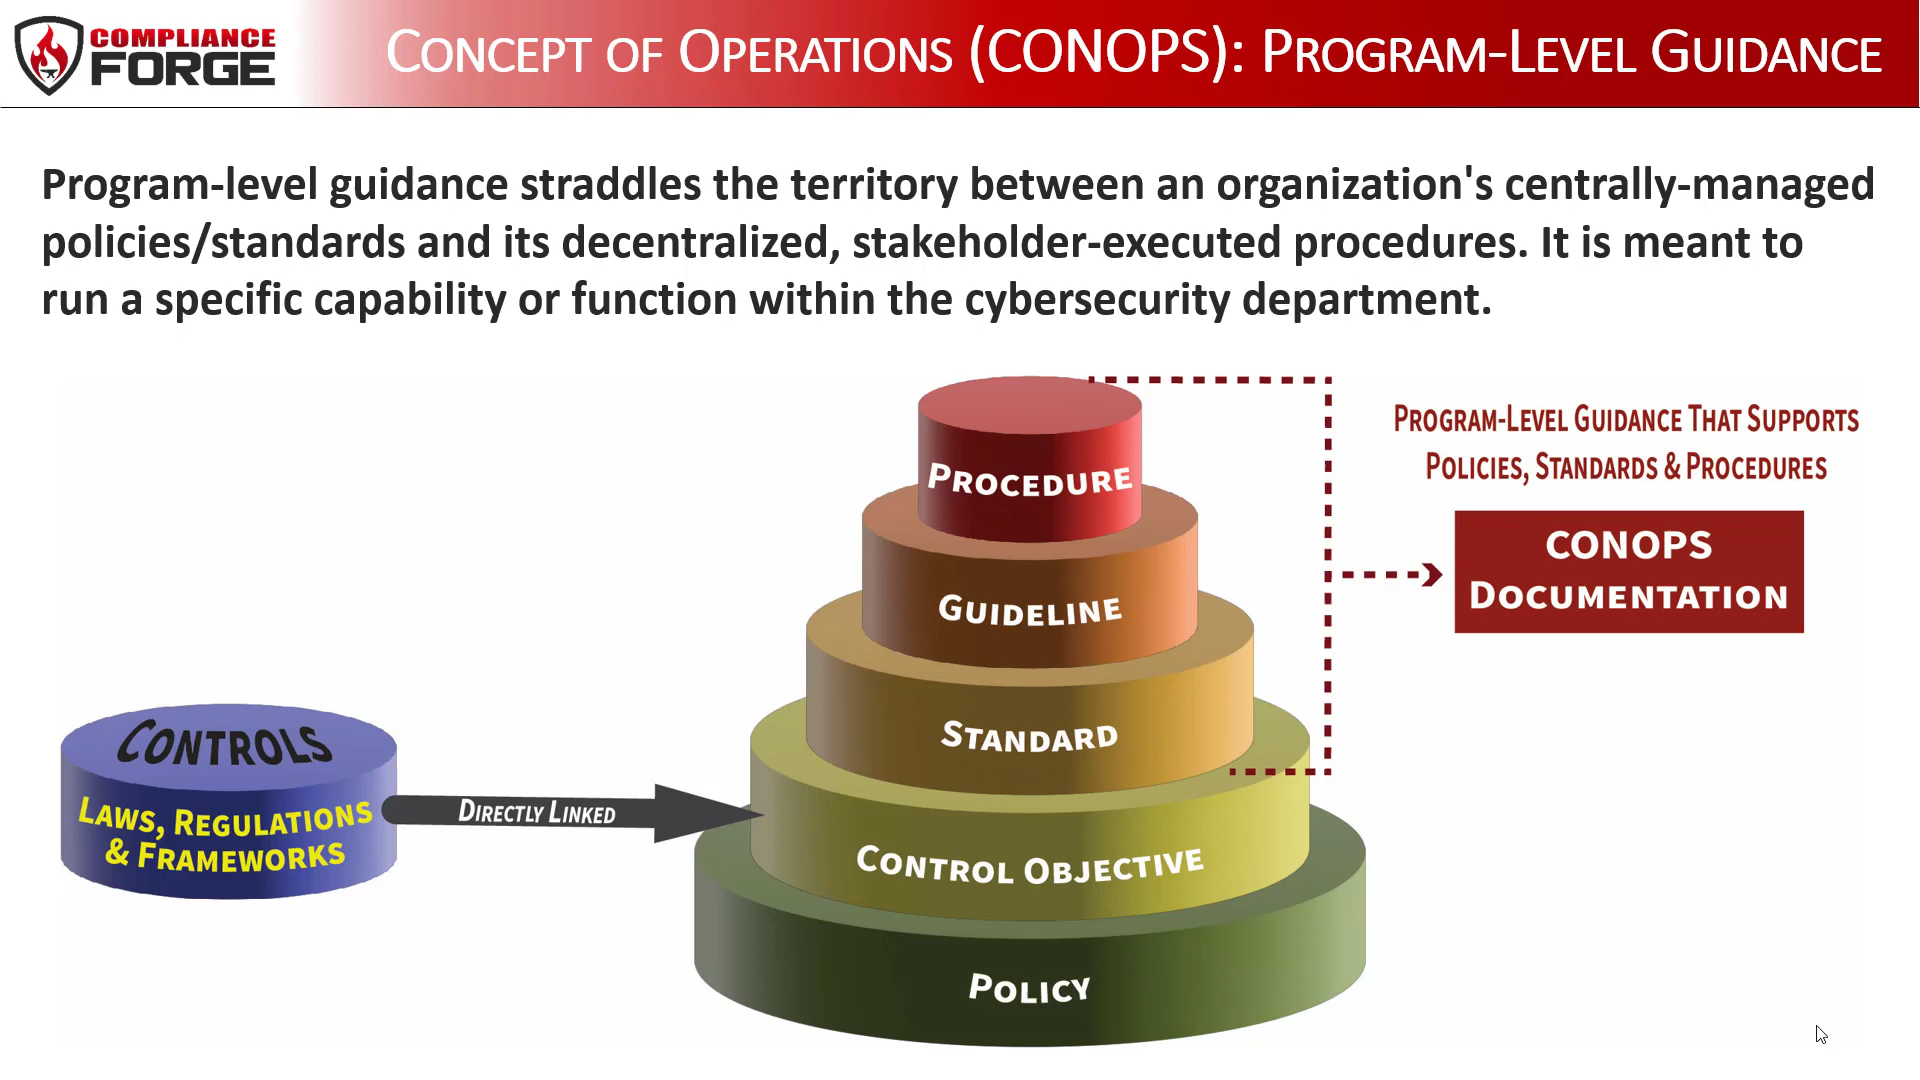 COMPLIANCE
FORGE
CONCEPT OF OPERATIONS (CONOPS): PROGRAM-LEVEL GUIDANCE
Program-level guidance straddles the territory between an organization's centrally-managed
policies/standards and its decentralized, stakeholder-executed procedures. It is meant to
run a specific capability or function within the cybersecurity department.
PROCEDURE
GUIDELINE
STANDARD
CONTROL OBJECTIVE
POLICY
CONTROLS
LAWS, REGULATIONS
& FRAMEWORKS
DIRECTLY LINKED
PROGRAM-LEVEL GUIDANCE THAT SUPPORTS
POLICIES, STANDARDS & PROCEDURES
CONOPS
DOCUMENTATION